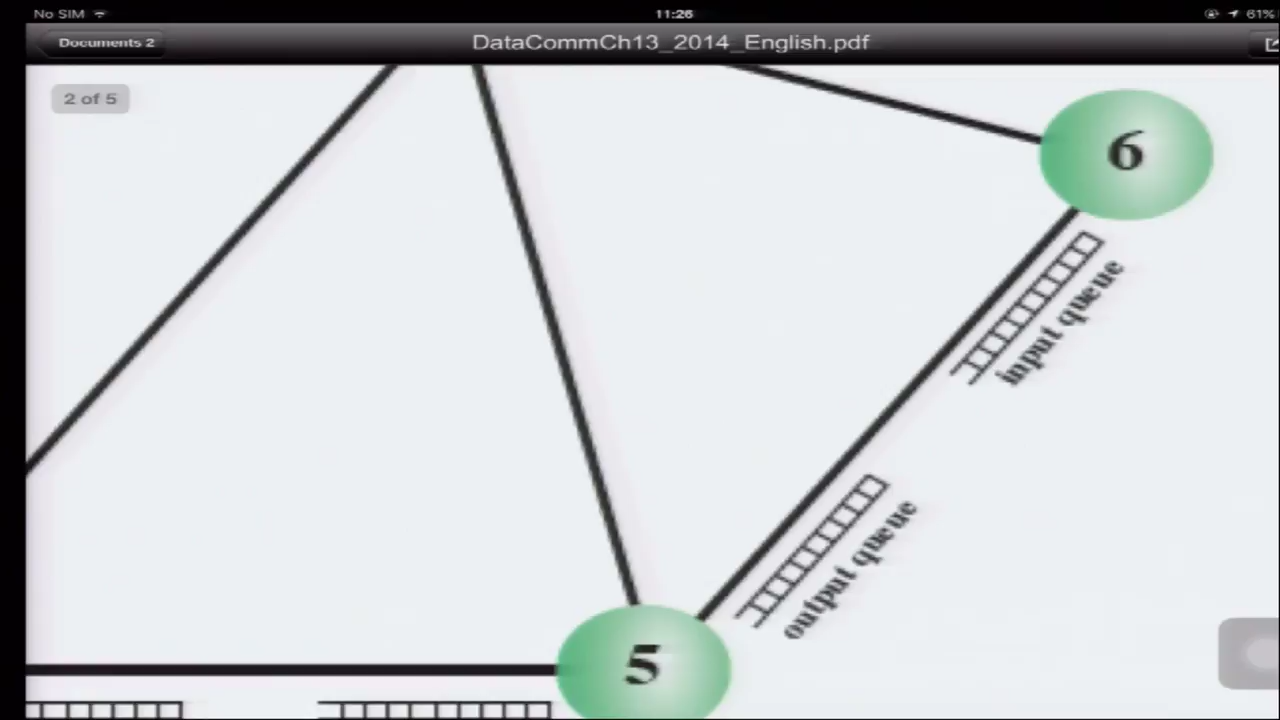 No SIM 11:26 61%
Documents 2 DataCommCh13_2014_English.pdf
2 of 5
6
input queue
output queue
5